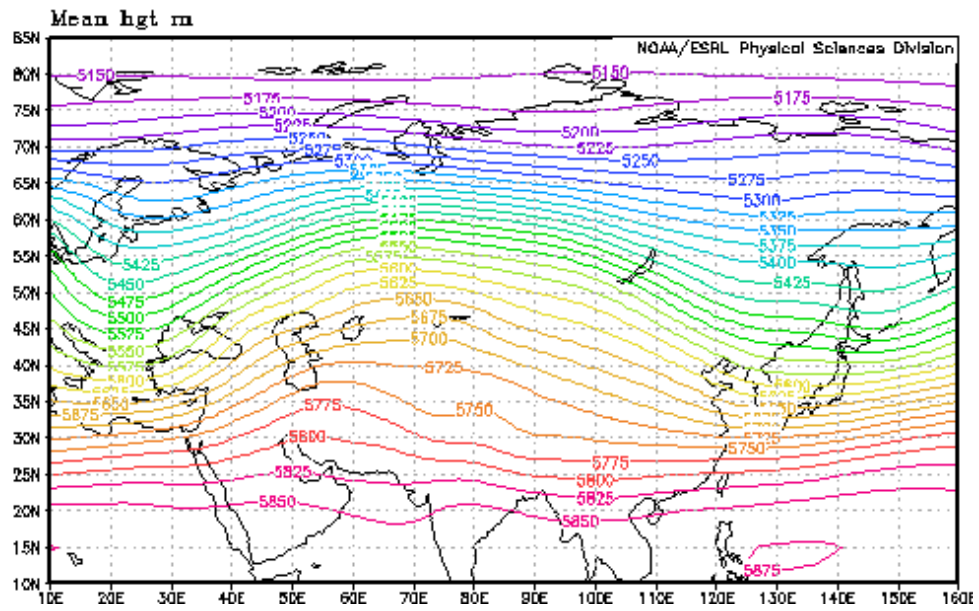 Mean hgt m
NOAA/ESRL Physical Sciences Division
85N
80N
75N
70N
65N
60N
55N
50N
45N
40N
35N
30N
25N
20N
15N
10N
10E 20E 30E 40E 50E 60E 70E 80E 90E 100E 110E 120E 130E 140E 150E 160E
5150 5150
5175 5175
5200 5200
5225 5225
5250 5250
5275 5275
5300
5325
5350
5375
5400
5425 5425
5450
5475
5500
5525
5550 5550
5575
5600 5600
5625
5650
5675 5675
5700
5725
5750 5750
5775 5775
5800 5800
5825 5825
5850 5850
5875